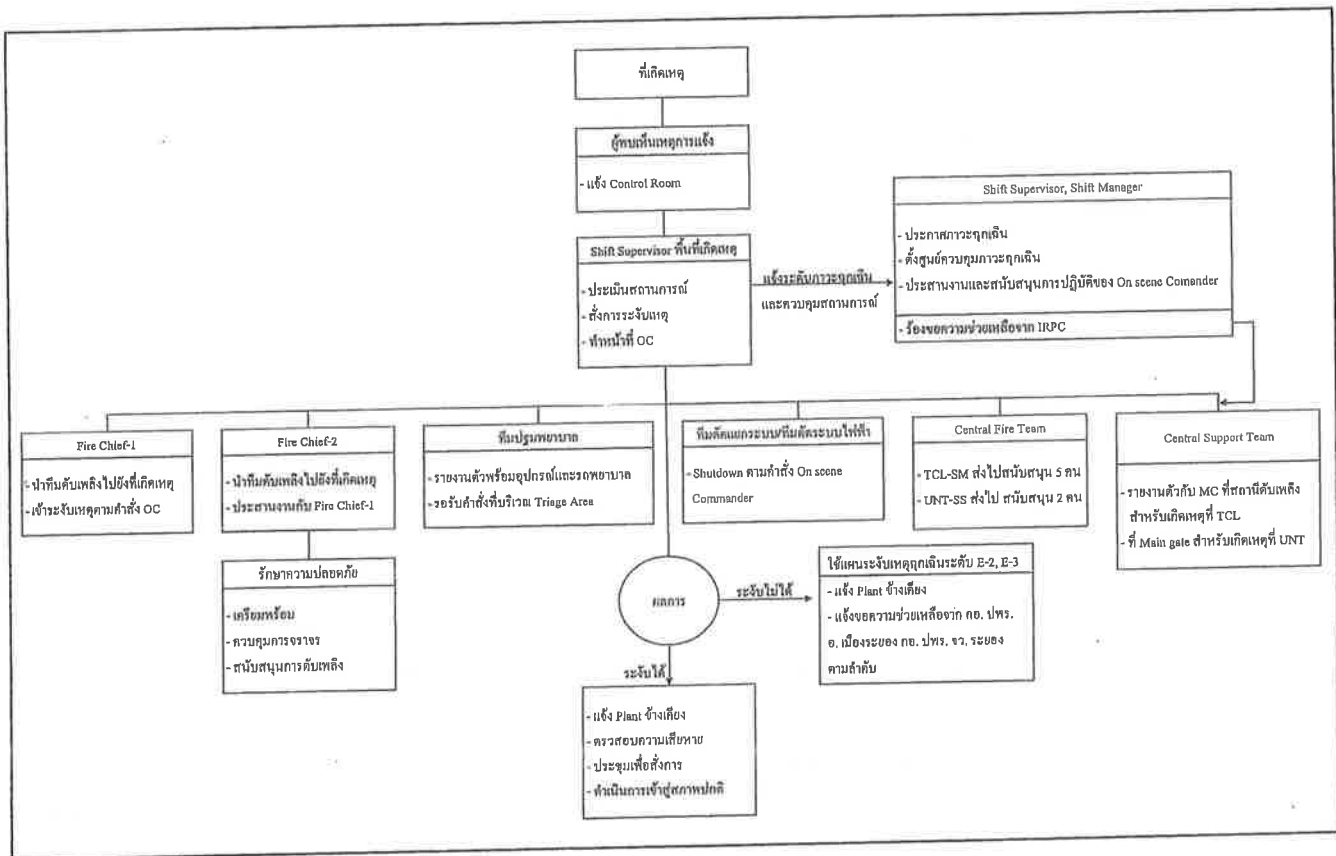 ที่เกิดเหตุ
ผู้พบเห็นเหตุการแจ้ง
- แจ้ง Control Room
Shift Supervisor พื้นที่เกิดเหตุ
- ประเมินสถานการณ์
- สั่งการระงับเหตุ
- ทำหน้าที่ OC
แจ้งระดับภาวะฉุกเฉิน
และควบคุมสถานการณ์
Shift Supervisor, Shift Manager
- ประกาศภาวะฉุกเฉิน
- ตั้งศูนย์ควบคุมภาวะฉุกเฉิน
- ประสานงานและสนับสนุนการปฏิบัติของ On scene Comander
- ร้องขอความช่วยเหลือจาก IRPC
Fire Chief-1
- นำทีมดับเพลิงไปยังที่เกิดเหตุ
- เข้าระงับเหตุตามคำสั่ง OC
Fire Chief-2
- นำทีมดับเพลิงไปยังที่เกิดเหตุ
- ประสานงานกับ Fire Chief-1
ทีมปฐมพยาบาล
- รายงานตัวพร้อมอุปกรณ์และรถพยาบาล
- รอรับคำสั่งที่บริเวณ Triage Area
ทีมตัดแยกระบบ/ทีมตัดระบบไฟฟ้า
- Shutdown ตามคำสั่ง On scene
Commander
Central Fire Team
- TCL-SM ส่งไปสนับสนุน 5 คน
- UNT-SS ส่งไป สนับสนุน 2 คน
Central Support Team
- รายงานตัวกับ MC ที่สถานีดับเพลิง
สำหรับเกิดเหตุที่ TCL
- ที่ Main gate สำหรับเกิดเหตุที่ UNT
รักษาความปลอดภัย
- เตรียมพร้อม
- ควบคุมการจราจร
- สนับสนุนการดับเพลิง
ผลการ
ระงับไม่ได้
ใช้แผนระงับเหตุฉุกเฉินระดับ E-2, E-3
- แจ้ง Plant ข้างเคียง
- แจ้งขอความช่วยเหลือจาก กอ. ปพร.
อ. เมืองระยอง กอ. ปพร. จว. ระยอง
ตามลำดับ
ระงับได้
- แจ้ง Plant ข้างเคียง
- ตรวจสอบความเสียหาย
- ประชุมเพื่อสั่งการ
- ดำเนินการเข้าสู่สภาพปกติ